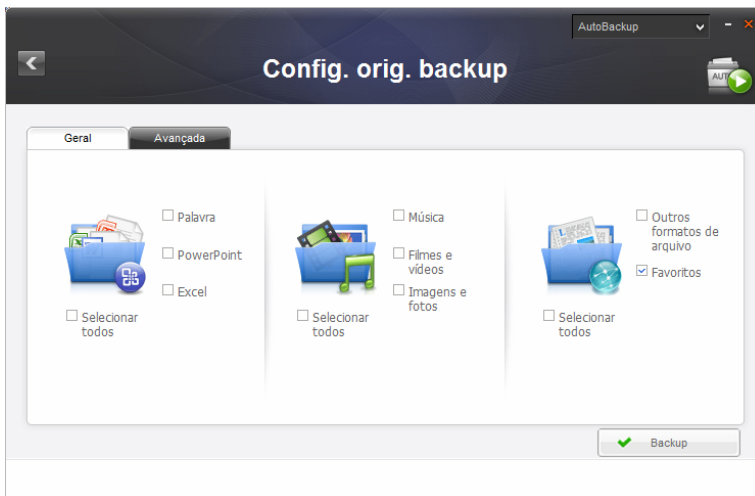 AutoBackup
Config. orig. backup
AUTO
Geral
Avançada
Palavra
PowerPoint
Excel
Selecionar
todos
Música
Filmes e
vídeos
Imagens e
fotos
Selecionar
todos
Outros
formatos de
arquivo
Favoritos
Selecionar
todos
Backup